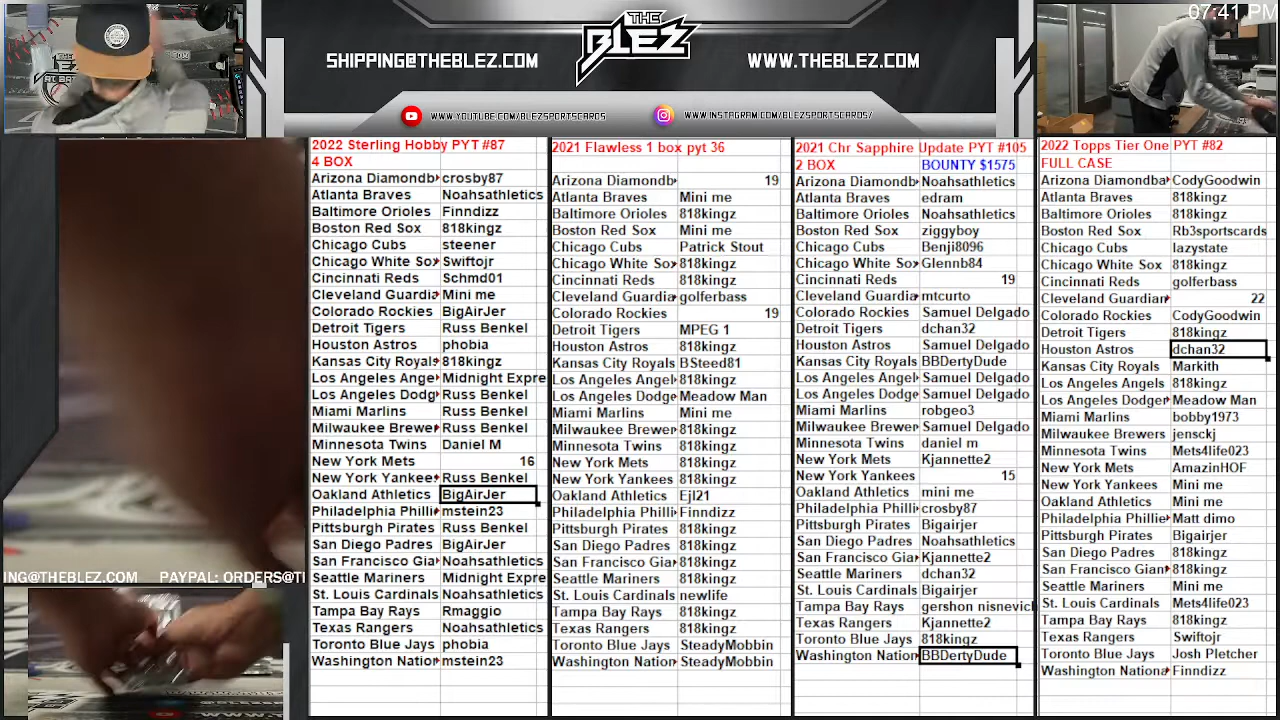 07:41 PM
THE
BLEZ
SHIPPING@THEBLEZ.COM
WWW.THEBLEZ.COM
WWW.YOUTUBE.COM/BLEZSPORTSCARDS
WWW.INSTAGRAM.COM/BLEZSPORTSCARDS/
2022 Sterling Hobby PYT #87
4 BOX
Arizona Diamondb crosby87
Atlanta Braves Noahsathletics
Baltimore Orioles Finndizz
Boston Red Sox 818kingz
Chicago Cubs steener
Chicago White So Swiftojr
Cincinnati Reds Schmd01
Cleveland Guardia Mini me
Colorado Rockies BigAirJer
Detroit Tigers Russ Benkel
Houston Astros phobia
Kansas City Royals 818kingz
Los Angeles Ange Midnight Expre
Los Angeles Dodg Russ Benkel
Miami Marlins Russ Benkel
Milwaukee Brewe Russ Benkel
Minnesota Twins Daniel M
New York Mets 16
New York Yankee Russ Benkel
Oakland Athletics BigAirJer
Philadelphia Philli mstein23
Pittsburgh Pirates Russ Benkel
San Diego Padres BigAirJer
San Francisco Gia Noahsathletics
Seattle Mariners Midnight Expre
St. Louis Cardinals Noahsathletics
Tampa Bay Rays Rmaggio
Texas Rangers Noahsathletics
Toronto Blue Jays phobia
Washington Nation mstein23
2021 Flawless 1 box pyt 36
Arizona Diamondb 19
Atlanta Braves Mini me
Baltimore Orioles 818kingz
Boston Red Sox Mini me
Chicago Cubs Patrick Stout
Chicago White So 818kingz
Cincinnati Reds 818kingz
Cleveland Guardia golferbass
Colorado Rockies 19
Detroit Tigers MPEG 1
Houston Astros 818kingz
Kansas City Royals BSteed81
Los Angeles Angel 818kingz
Los Angeles Dodge Meadow Man
Miami Marlins Mini me
Milwaukee Brewer 818kingz
Minnesota Twins 818kingz
New York Mets 818kingz
New York Yankees 818kingz
Oakland Athletics Ejl21
Philadelphia Philli Finndizz
Pittsburgh Pirates 818kingz
San Diego Padres 818kingz
San Francisco Gia 818kingz
Seattle Mariners 818kingz
St. Louis Cardinals newlife
Tampa Bay Rays 818kingz
Texas Rangers 818kingz
Toronto Blue Jays SteadyMobbin
Washington Nation SteadyMobbin
2021 Chr Sapphire Update PYT #105
2 BOX BOUNTY $1575
Arizona Diamondb Noahsathletics
Atlanta Braves edram
Baltimore Orioles Noahsathletics
Boston Red Sox ziggyboy
Chicago Cubs Benji8096
Chicago White Sox Glennb84
Cincinnati Reds 19
Cleveland Guardia mtcurto
Colorado Rockies Samuel Delgado
Detroit Tigers dchan32
Houston Astros Samuel Delgado
Kansas City Royals BBDertyDude
Los Angeles Angel Samuel Delgado
Los Angeles Dodge Samuel Delgado
Miami Marlins robgeo3
Milwaukee Brewer Samuel Delgado
Minnesota Twins daniel m
New York Mets Kjannette2
New York Yankees 15
Oakland Athletics mini me
Philadelphia Phillie crosby87
Pittsburgh Pirates Bigairjer
San Diego Padres Noahsathletics
San Francisco Gia Kjannette2
Seattle Mariners dchan32
St. Louis Cardinals Bigairjer
Tampa Bay Rays gershon nisnevich
Texas Rangers Kjannette2
Toronto Blue Jays 818kingz
Washington Nation BBDertyDude
2022 Topps Tier One PYT #82
FULL CASE
Arizona Diamondba CodyGoodwin
Atlanta Braves 818kingz
Baltimore Orioles 818kingz
Boston Red Sox Rb3sportscards
Chicago Cubs lazystate
Chicago White Sox 818kingz
Cincinnati Reds golferbass
Cleveland Guardian 22
Colorado Rockies CodyGoodwin
Detroit Tigers 818kingz
Houston Astros dchan32
Kansas City Royals Markith
Los Angeles Angels 818kingz
Los Angeles Dodger Meadow Man
Miami Marlins bobby1973
Milwaukee Brewers jensckj
Minnesota Twins Mets4life023
New York Mets AmazinHOF
New York Yankees Mini me
Oakland Athletics Mini me
Philadelphia Phillie Matt dimo
Pittsburgh Pirates Bigairjer
San Diego Padres 818kingz
San Francisco Gian 818kingz
Seattle Mariners Mini me
St. Louis Cardinals Mets4life023
Tampa Bay Rays 818kingz
Texas Rangers Swiftojr
Toronto Blue Jays Josh Pletcher
Washington Nationa Finndizz
ING@THEBLEZ.COM PAYPAL: ORDERS@T